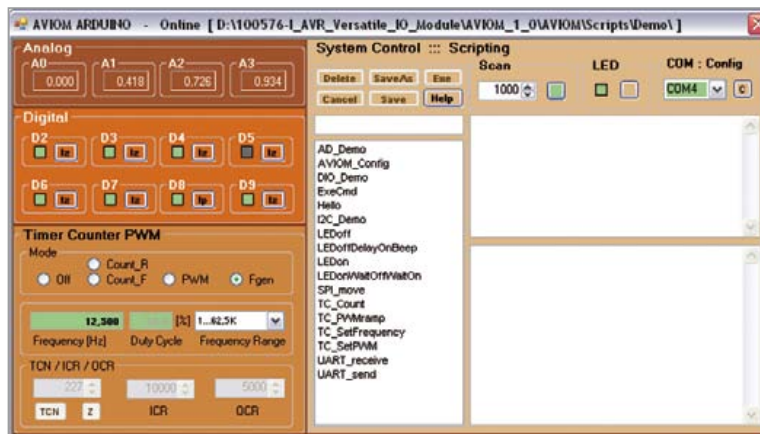 AVIOM ARDUINO - Online [ D:\100576-I_AVR_Versatile_IO_Module\AVIOM_1_0\AVIOM\Scripts\Demo\ ]
Analog
A0 A1 A2 A3
0.000 0.418 0.726 0.934
Digital
D2 D3 D4 D5
Iz Iz Iz Iz
D6 D7 D8 D9
Iz Iz Ip Iz
Timer Counter PWM
Mode
Count_R
Off Count_F PWM Fgen
12,500 [%] 1...62,5K
Frequency [Hz] Duty Cycle Frequency Range
TCN / ICR / OCR
227 10000 5000
TCN Z ICR OCR
System Control ::: Scripting
Delete SaveAs Exe
Cancel Save Help
Scan LED COM : Config
1000 COM4 C
AD_Demo
AVIOM_Config
DIO_Demo
ExeCmd
Hello
I2C_Demo
LEDoff
LEDoffDelayOnBeep
LEDon
LEDonWaitOffWaitOn
SPI_move
TC_Count
TC_PWMramp
TC_SetFrequency
TC_SetPWM
UART_receive
UART_send